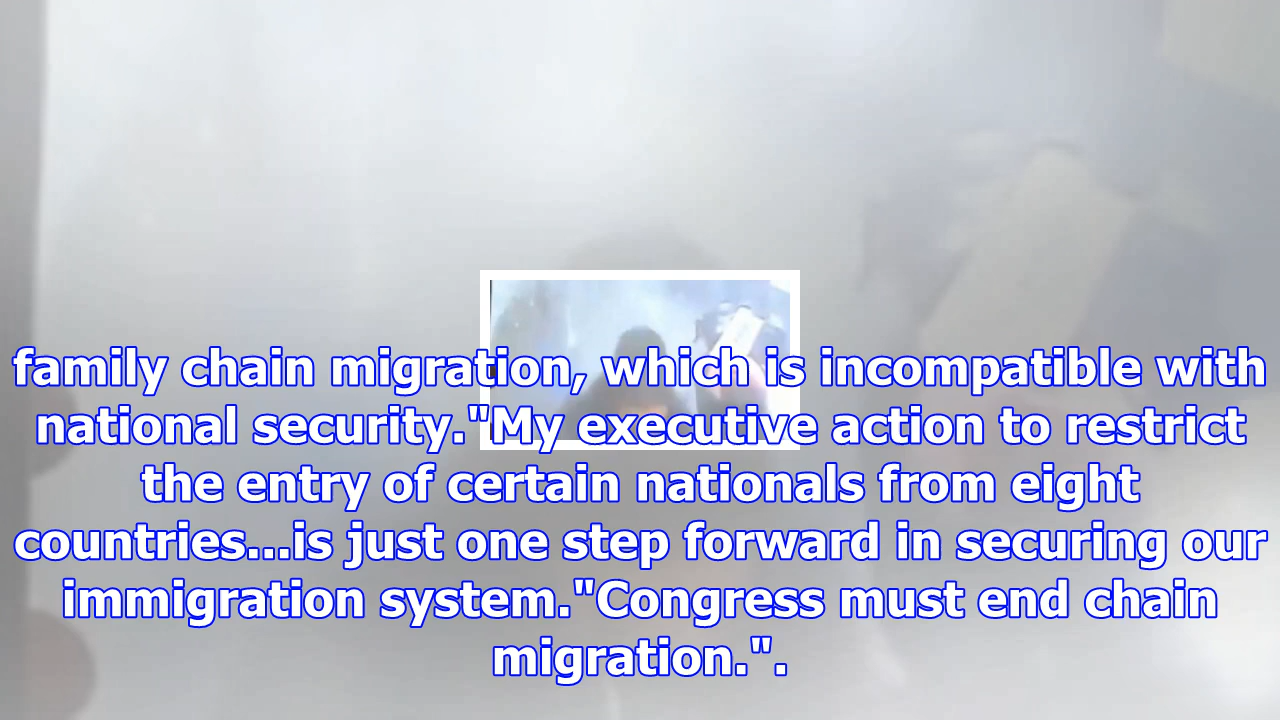 family chain migration, which is incompatible with
national security."My executive action to restrict
the entry of certain nationals from eight
countries...is just one step forward in securing our
immigration system."Congress must end chain
migration.".